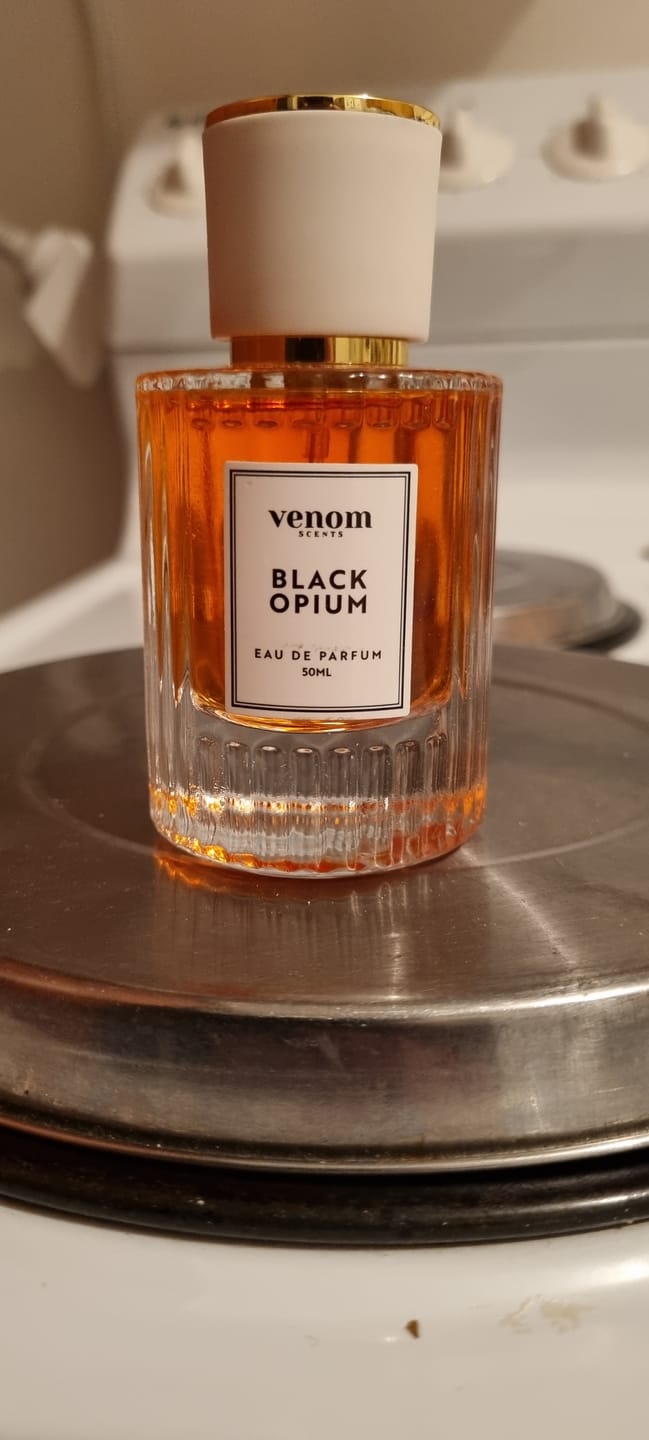 venom
SCENTS
BLACK
OPIUM
EAU DE PARFUM
50ML